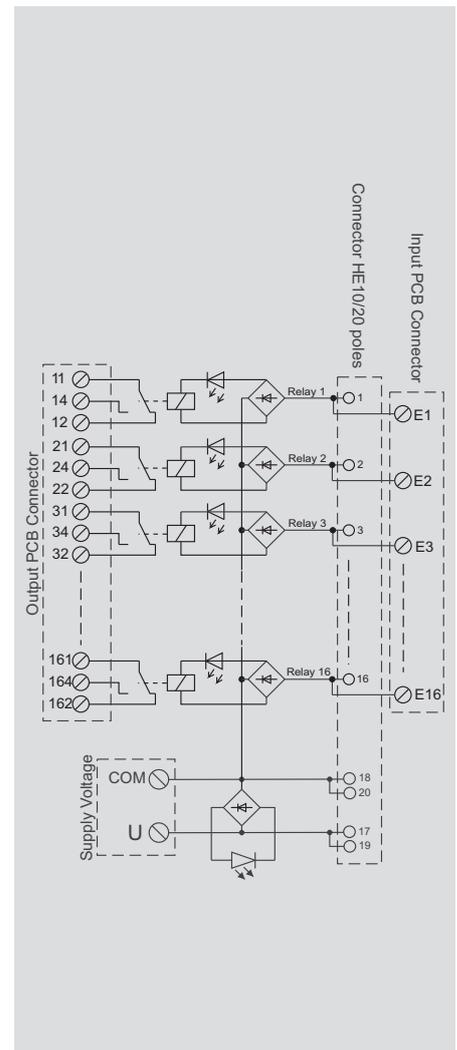 Connector HE10/20 poles
Input PCB Connector
Output PCB Connector
11
14
12
Relay 1
1
E1
21
24
22
Relay 2
2
E2
31
34
32
Relay 3
3
E3
161
164
162
Relay 16
16
E16
Supply Voltage
COM
18
20
U
17
19